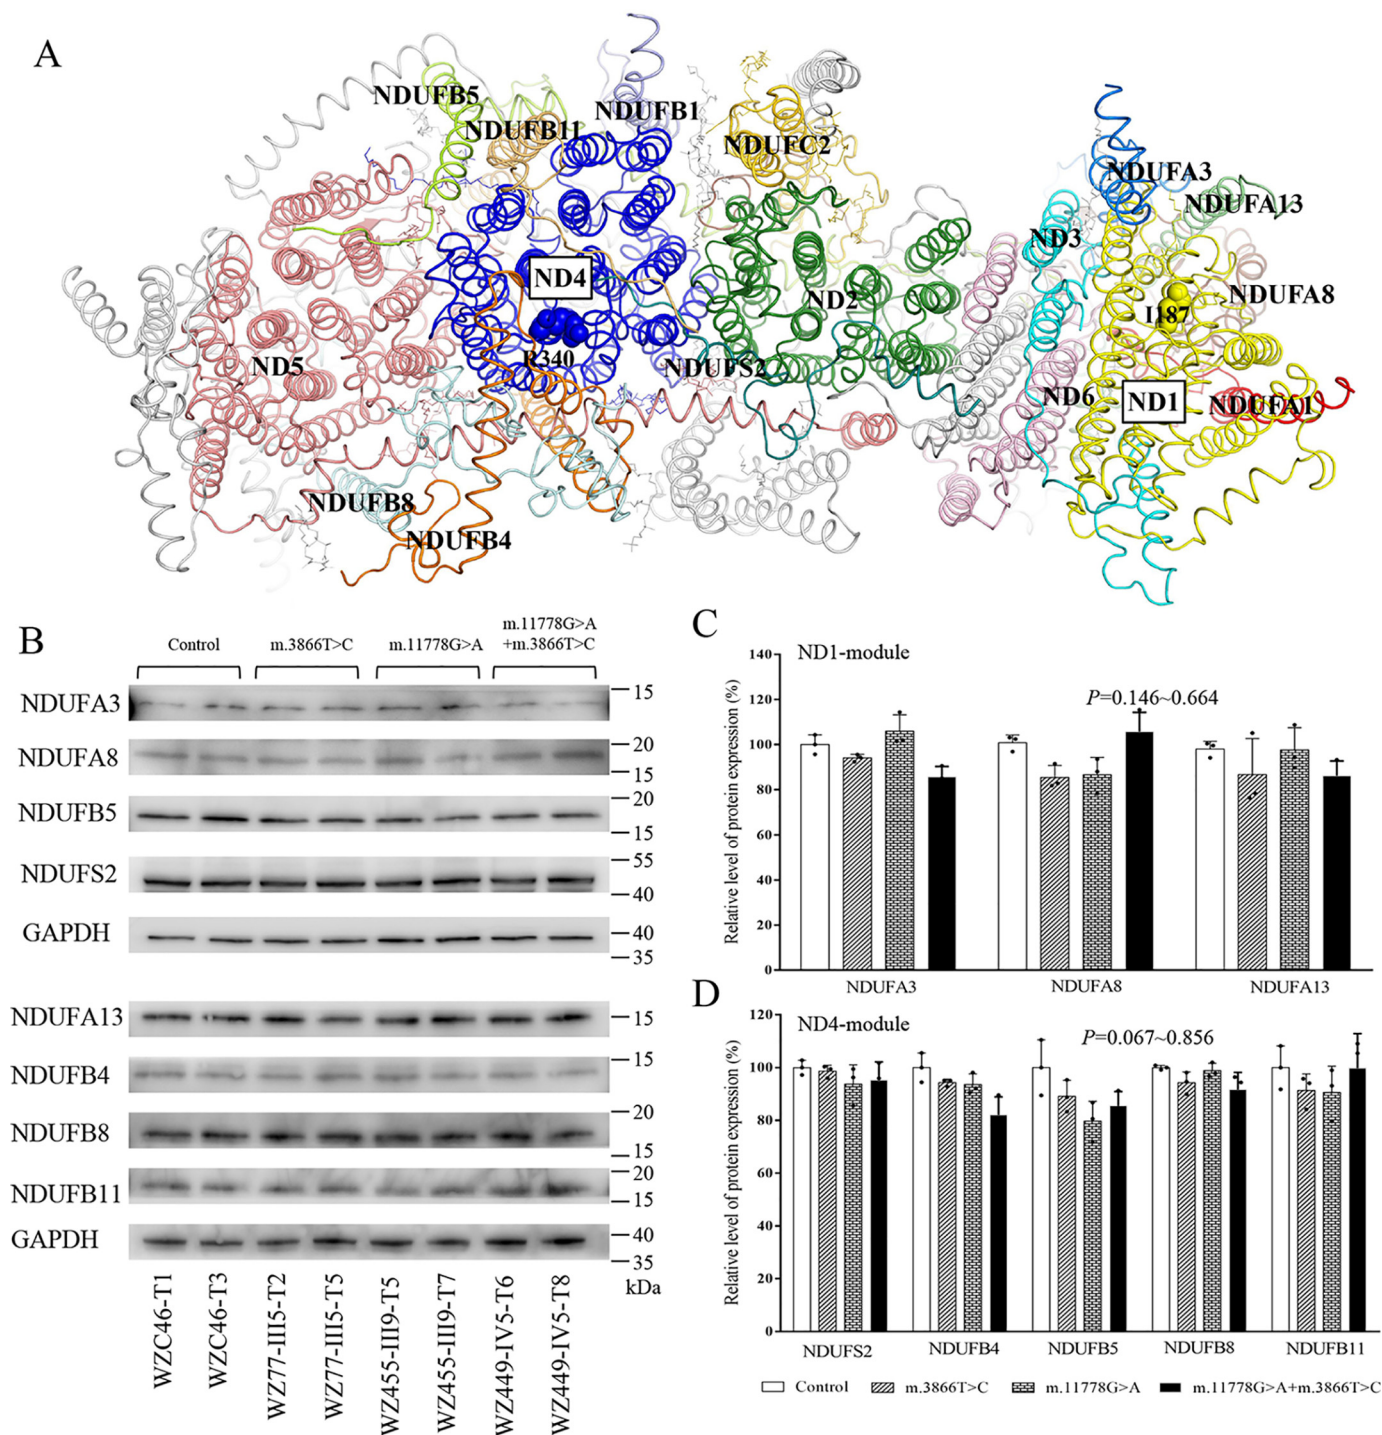 A
NDUFB5
NDUFB1
NDUFB11
NDUFC2
NDUFA3
NDUFA13
ND3
ND4
ND2
NDUFA8
I187
R340
ND5
NDUFS2
ND6
ND1
NDUFA1
NDUFB8
NDUFB4
B
Control
m.3866T>C
m.11778G>A
m.11778G>A
+m.3866T>C
NDUFA3
15
NDUFA8
20
15
NDUFB5
20
15
NDUFS2
55
40
GAPDH
40
35
NDUFA13
15
NDUFB4
15
NDUFB8
20
15
NDUFB11
20
15
GAPDH
40
35
kDa
WZC46-T1
WZC46-T3
WZ77-III5-T2
WZ77-III5-T5
WZ455-III9-T5
WZ455-III9-T7
WZ449-IV5-T6
WZ449-IV5-T8
C
ND1-module
P=0.146~0.664
Relative level of protein expression (%)
140
120
100
80
60
40
20
0
NDUFA3
NDUFA8
NDUFA13
D
ND4-module
P=0.067~0.856
Relative level of protein expression (%)
120
100
80
60
40
20
0
NDUFS2
NDUFB4
NDUFB5
NDUFB8
NDUFB11
Control
m.3866T>C
m.11778G>A
m.11778G>A+m.3866T>C